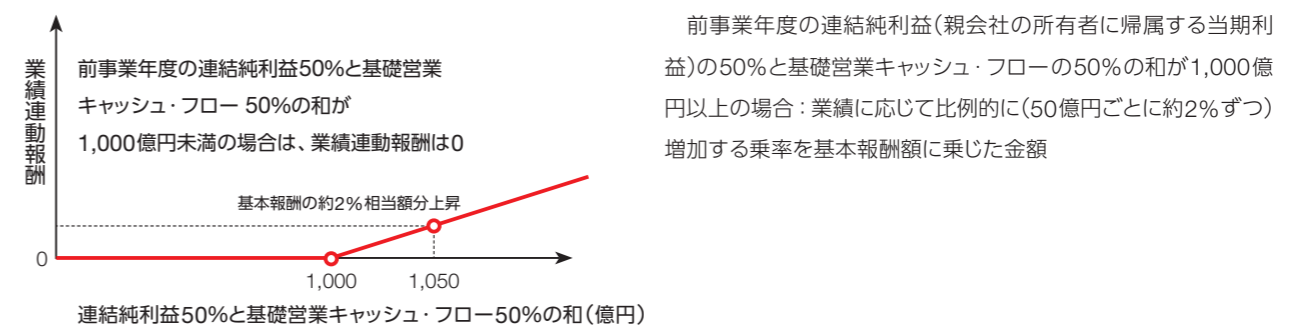 業績連動報酬
前事業年度の連結純利益50%と基礎営業
キャッシュ・フロー 50%の和が
1,000億円未満の場合は、業績連動報酬は0
基本報酬の約2%相当額分上昇
0
1,000
1,050
連結純利益50%と基礎営業キャッシュ・フロー50%の和(億円)
前事業年度の連結純利益(親会社の所有者に帰属する当期利
益)の50%と基礎営業キャッシュ・フローの50%の和が1,000億
円以上の場合:業績に応じて比例的に(50億円ごとに約2%ずつ)
増加する乗率を基本報酬額に乗じた金額